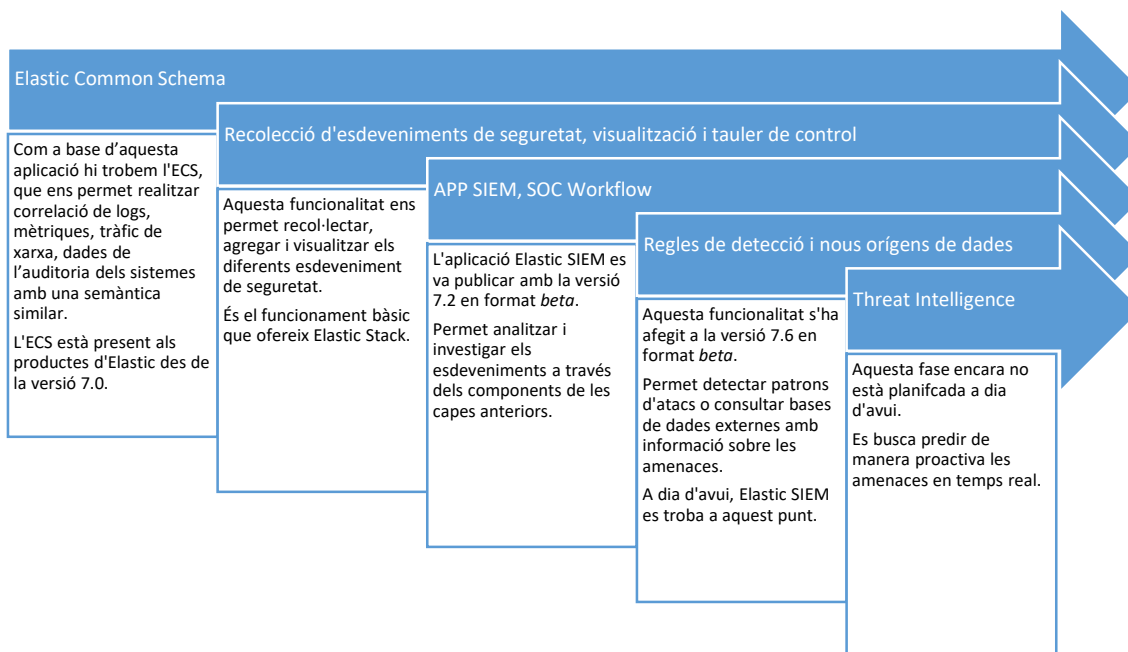 Elastic Common Schema
Com a base d’aquesta
aplicació hi trobem l'ECS,
que ens permet realitzar
correlació de logs,
mètriques, tràfic de
xarxa, dades de
l’auditoria dels sistemes
amb una semàntica
similar.
L'ECS està present als
productes d'Elastic des de
la versió 7.0.
Recolecció d'esdeveniments de seguretat, visualització i tauler de control
Aquesta funcionalitat ens
permet recol·lectar,
agregar i visualitzar els
diferents esdeveniment
de seguretat.
És el funcionament bàsic
que ofereix Elastic Stack.
APP SIEM, SOC Workflow
L'aplicació Elastic SIEM es
va publicar amb la versió
7.2 en format beta.
Permet analitzar i
investigar els
esdeveniments a través
dels components de les
capes anteriors.
Regles de detecció i nous orígens de dades
Aquesta funcionalitat s'ha
afegit a la versió 7.6 en
format beta.
Permet detectar patrons
d'atacs o consultar bases
de dades externes amb
informació sobre les
amenaces.
A dia d'avui, Elastic SIEM
es troba a aquest punt.
Threat Intelligence
Aquesta fase encara no
està planifcada a dia
d'avui.
Es busca predir de
manera proactiva les
amenaces en temps real.